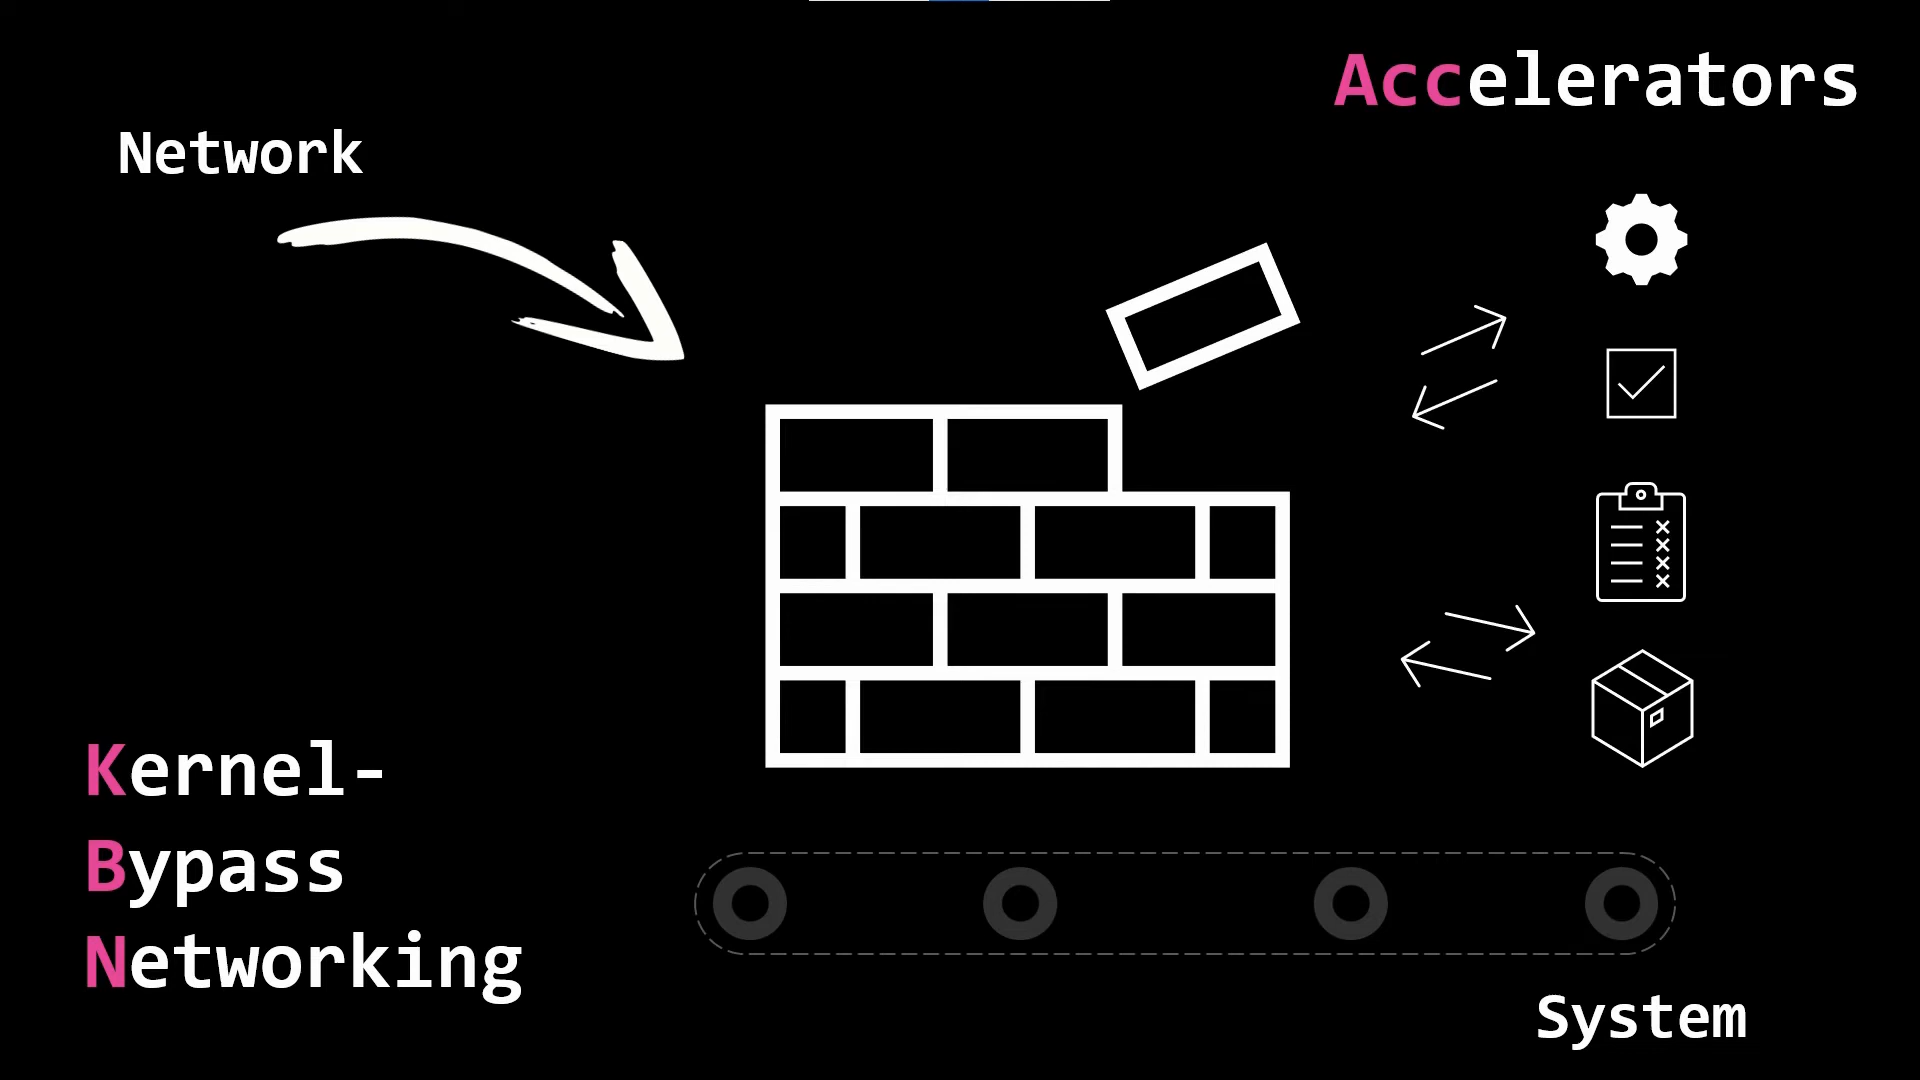 Accelerators
Network
Kernel-
Bypass
Networking
System